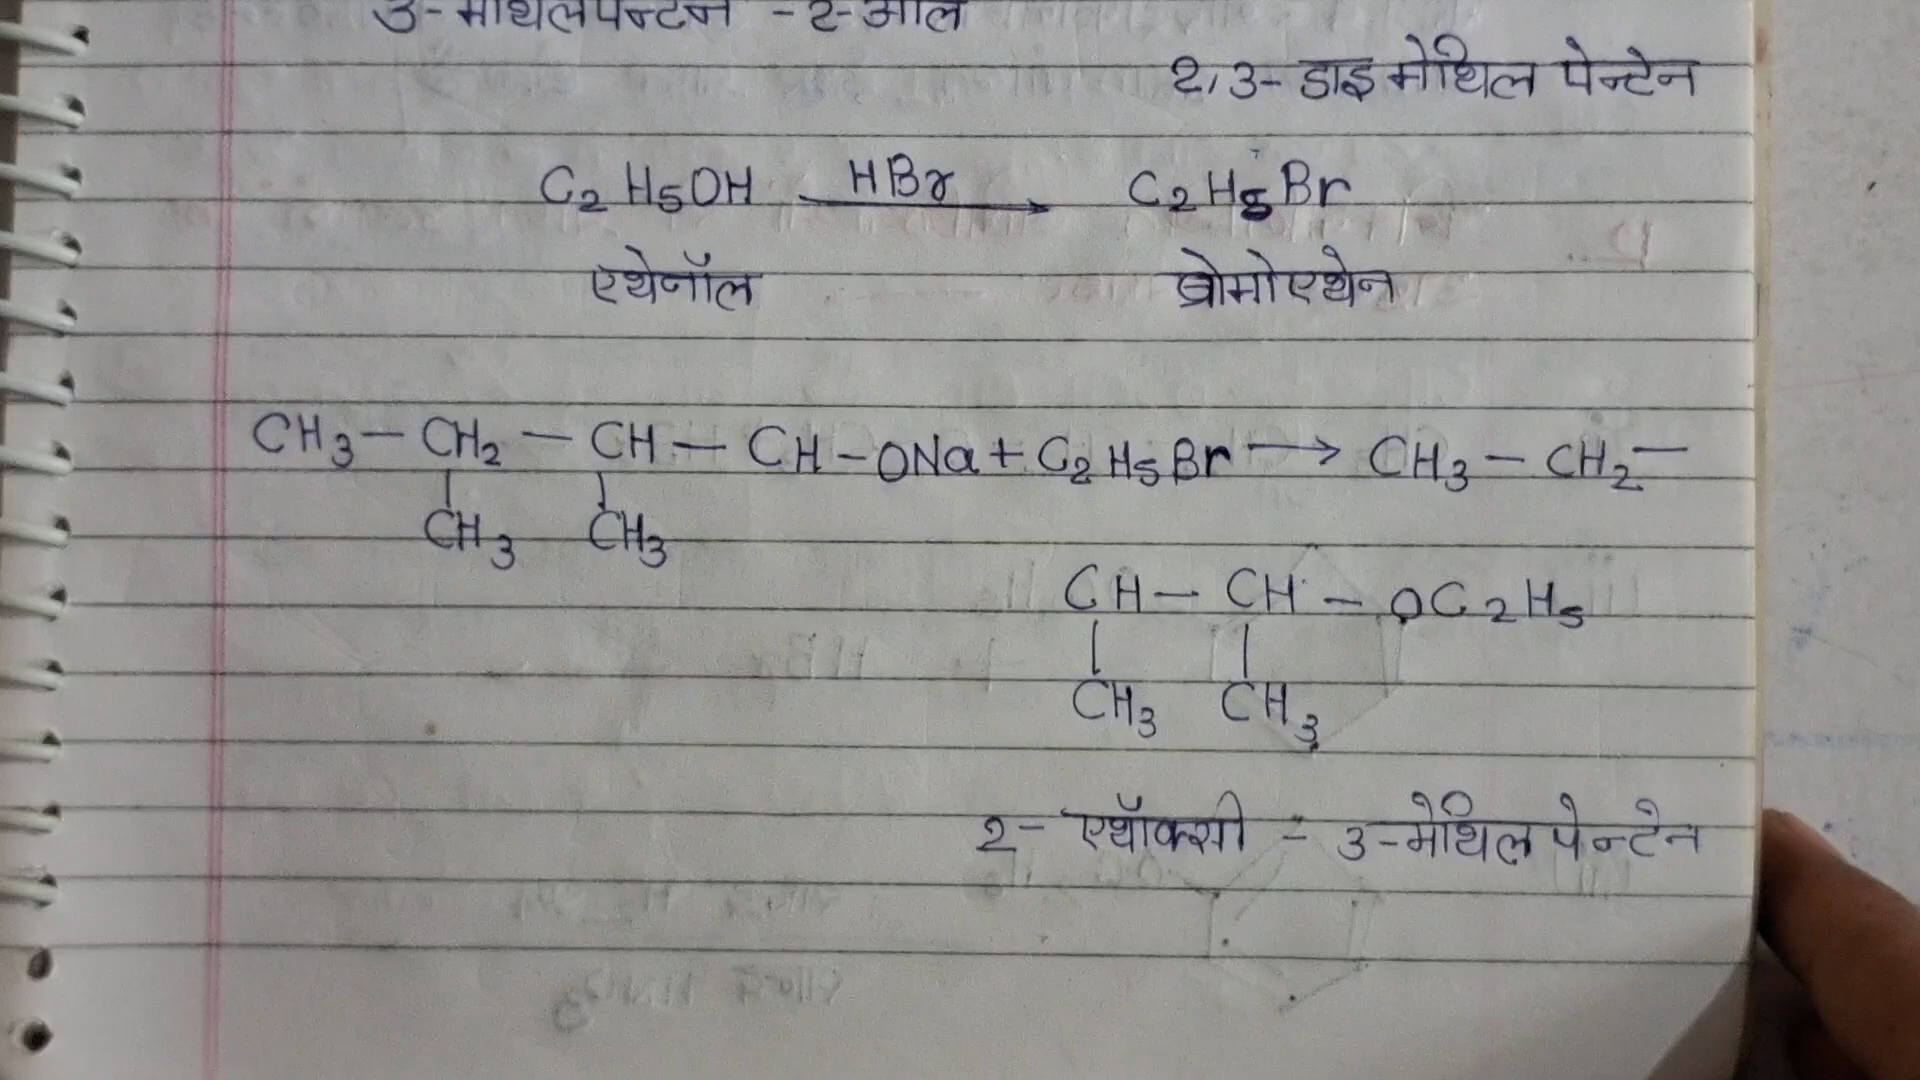 3-मेथिलपेन्टेन -2-ऑल
2,3- डाइमेथिल पेन्टेन
C2H5OH —HBr→ C2H5Br
एथेनॉल ब्रोमोएथेन
CH3 — CH2 — CH — CH - ONa + C2H5Br → CH3 — CH2 —
CH3 CH3
CH — CH — OC2H5
CH3 CH3
2- एथॉक्सी - 3-मेथिल पेन्टेन